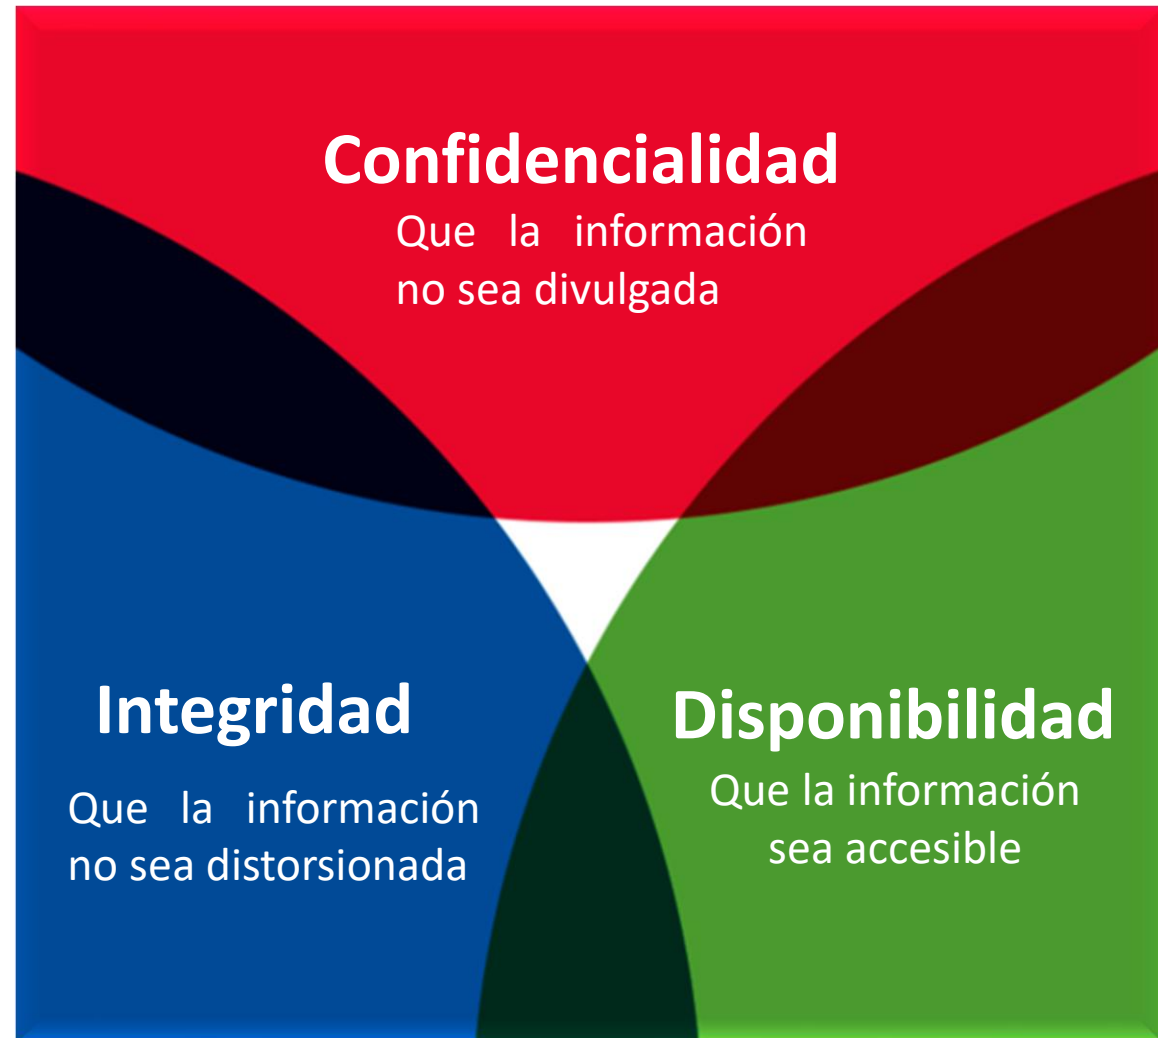 Confidencialidad
Que la información
no sea divulgada
Integridad
Que la información
no sea distorsionada
Disponibilidad
Que la información
sea accesible